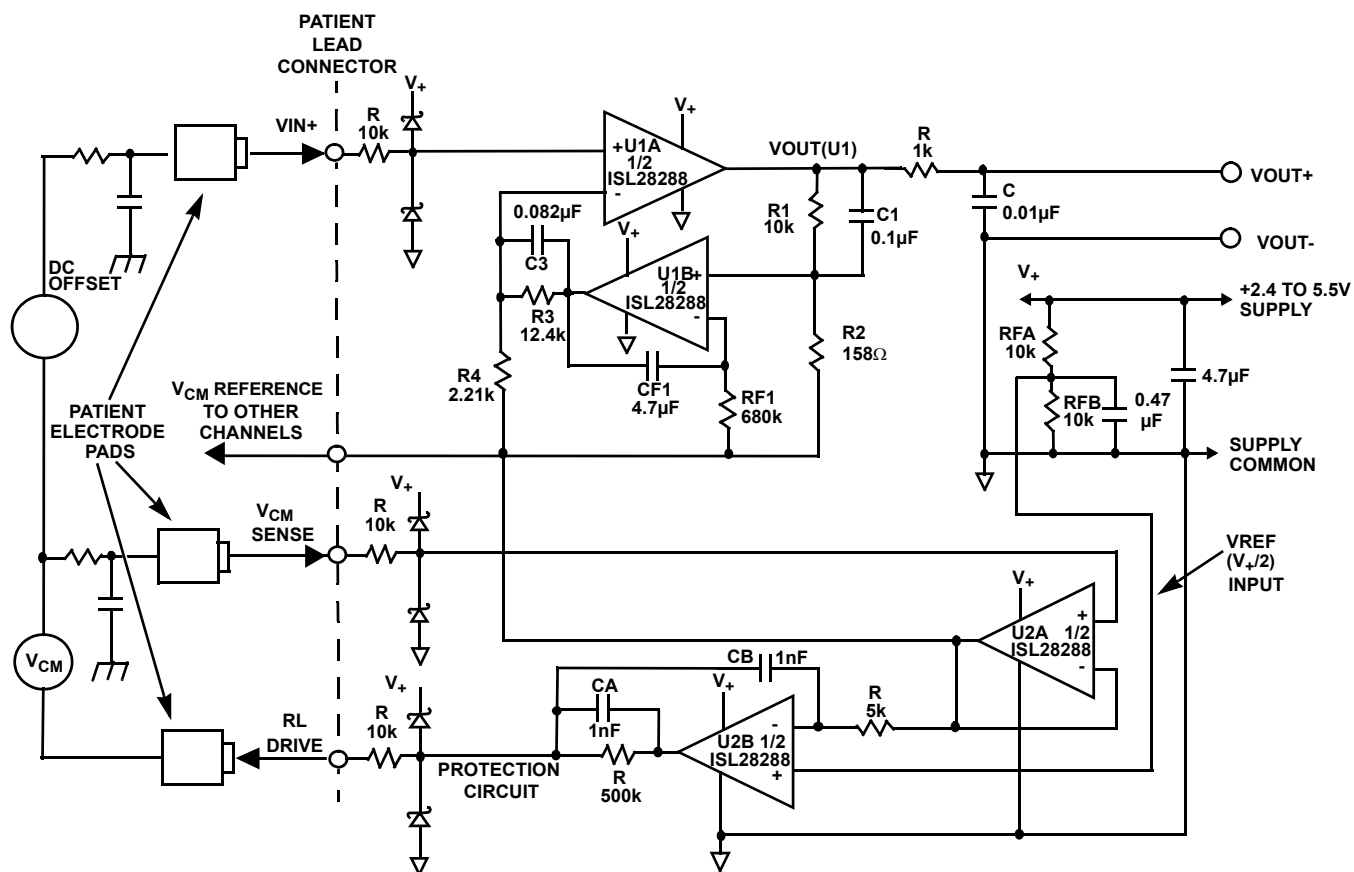 PATIENT
LEAD
CONNECTOR
VIN+
R
10k
V+
+U1A
1/2
ISL28288
-
V+
VOUT(U1)
R
1k
VOUT+
C
0.01µF
VOUT-
R1
10k
C1
0.1µF
0.082µF
C3
V+
U1B +
1/2
ISL28288
-
R3
12.4k
R4
2.21k
CF1
4.7µF
RF1
680k
R2
158Ω
V+
+2.4 TO 5.5V
SUPPLY
RFA
10k
RFB
10k
0.47
µF
4.7µF
SUPPLY
COMMON
DC
OFFSET
VCM REFERENCE
TO OTHER
CHANNELS
PATIENT
ELECTRODE
PADS
VCM
SENSE
R
10k
V+
VREF
(V+/2)
INPUT
V+
+
U2A 1/2
ISL28288
-
VCM
RL
DRIVE
R
10k
V+
PROTECTION
CIRCUIT
CB
1nF
CA
1nF
R
500k
V+
-
U2B 1/2
ISL28288
+
R
5k